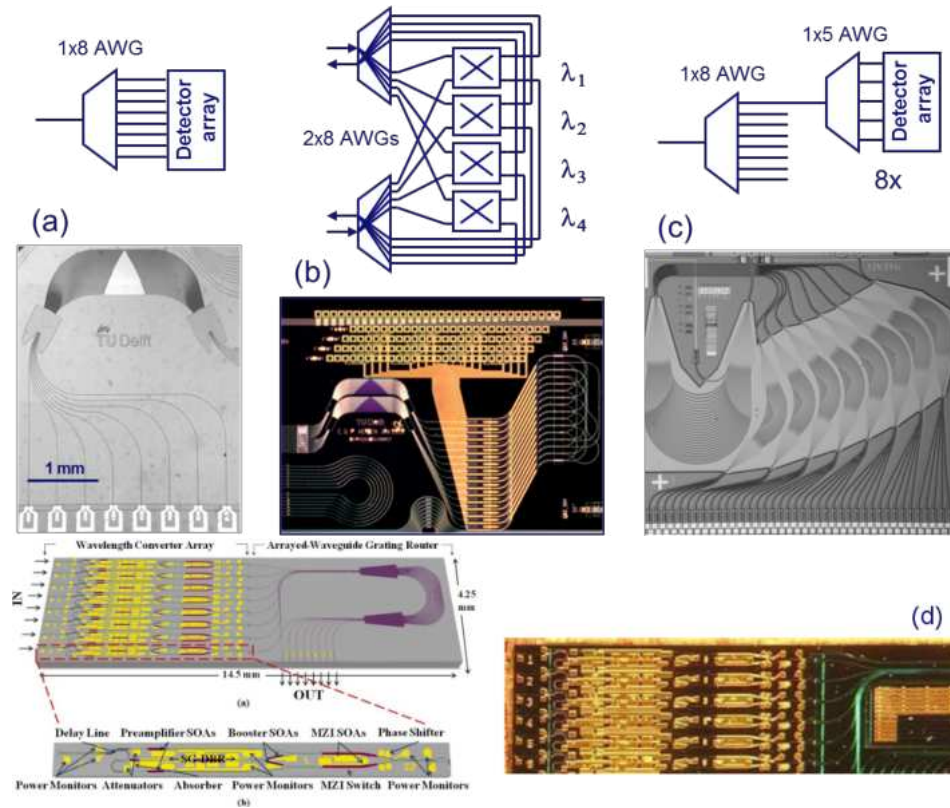 1x8 AWG
Detector
array
(a)
2x8 AWGs
λ1
λ2
λ3
λ4
(b)
1x8 AWG
1x5 AWG
Detector
array
8x
(c)
TU Delft
1 mm
Wavelength Converter Array
Arrayed-Waveguide Grating Router
IN
4.25
mm
14.5 mm
OUT
(a)
Delay Line Preamplifier SOAs Booster SOAs MZI SOAs Phase Shifter
SG-DBR
Power Monitors Attenuators Absorber Power Monitors MZI Switch Power Monitors
(b)
(d)